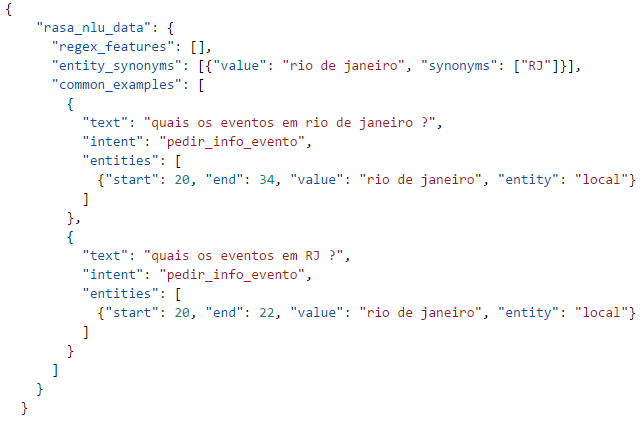 {
    "rasa_nlu_data": {
      "regex_features": [],
      "entity_synonyms": [{"value": "rio de janeiro", "synonyms": ["RJ"]}],
      "common_examples": [
        {
          "text": "quais os eventos em rio de janeiro ?",
          "intent": "pedir_info_evento",
          "entities": [
            {"start": 20, "end": 34, "value": "rio de janeiro", "entity": "local"}
          ]
        },
        {
          "text": "quais os eventos em RJ ?",
          "intent": "pedir_info_evento",
          "entities": [
            {"start": 20, "end": 22, "value": "rio de janeiro", "entity": "local"}
          ]
        }
      ]
    }
  }